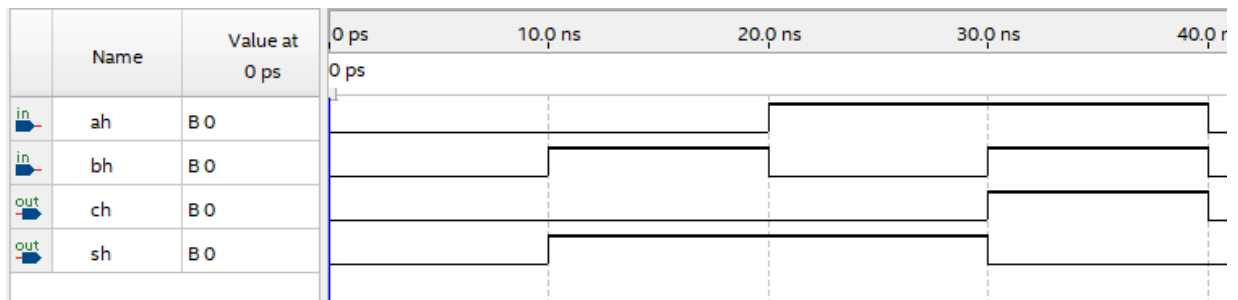 Name
Value at
0 ps
0 ps
10.0 ns
20.0 ns
30.0 ns
40.0 r
0 ps
in
ah
B 0
in
bh
B 0
out
ch
B 0
out
sh
B 0